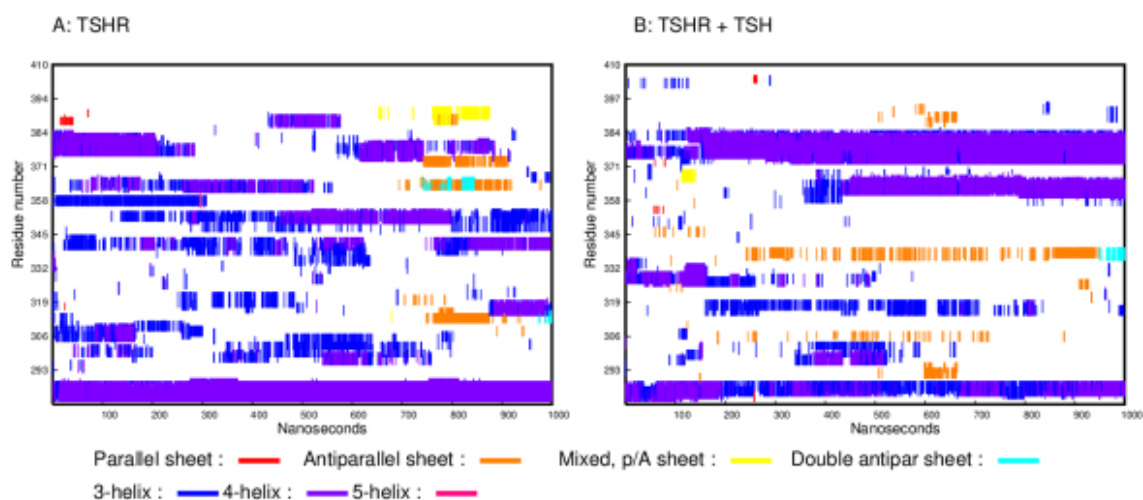 A: TSHR
B: TSHR + TSH
Residue number
410
394
384
371
358
345
332
319
306
293
100 200 300 400 500 600 700 800 900 1000
Nanoseconds
Residue number
410
397
384
371
358
345
332
319
306
293
100 200 300 400 500 600 700 800 900 1000
Nanoseconds
Parallel sheet : Antiparallel sheet : Mixed, p/A sheet : Double antipar sheet :
3-helix : 4-helix : 5-helix :